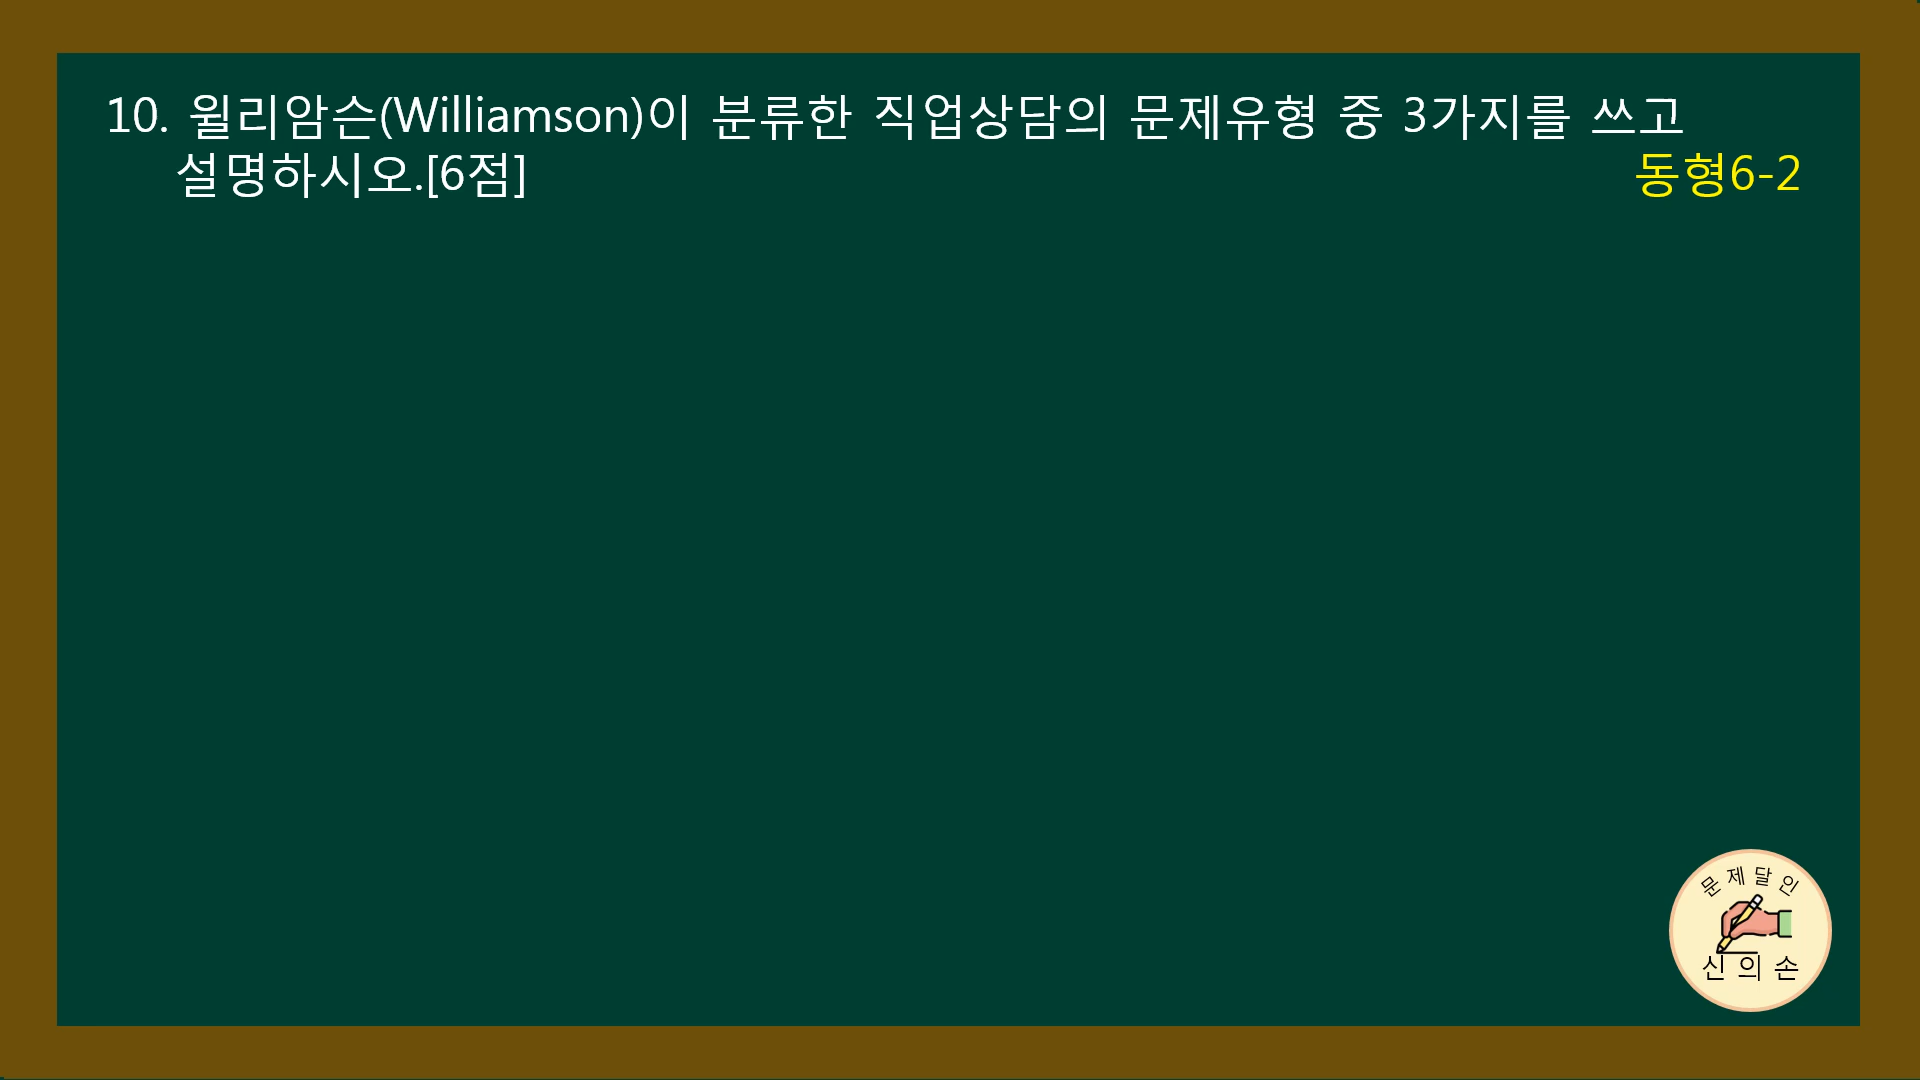 10. 윌리암슨(Williamson)이 분류한 직업상담의 문제유형 중 3가지를 쓰고
설명하시오.[6점]
동형6-2
문제달인
신의손